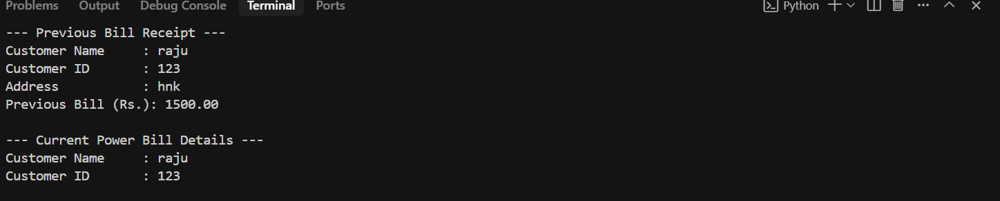 Problems Output Debug Console Terminal Ports Python
--- Previous Bill Receipt ---
Customer Name     : raju
Customer ID       : 123
Address           : hnk
Previous Bill (Rs.): 1500.00

--- Current Power Bill Details ---
Customer Name     : raju
Customer ID       : 123